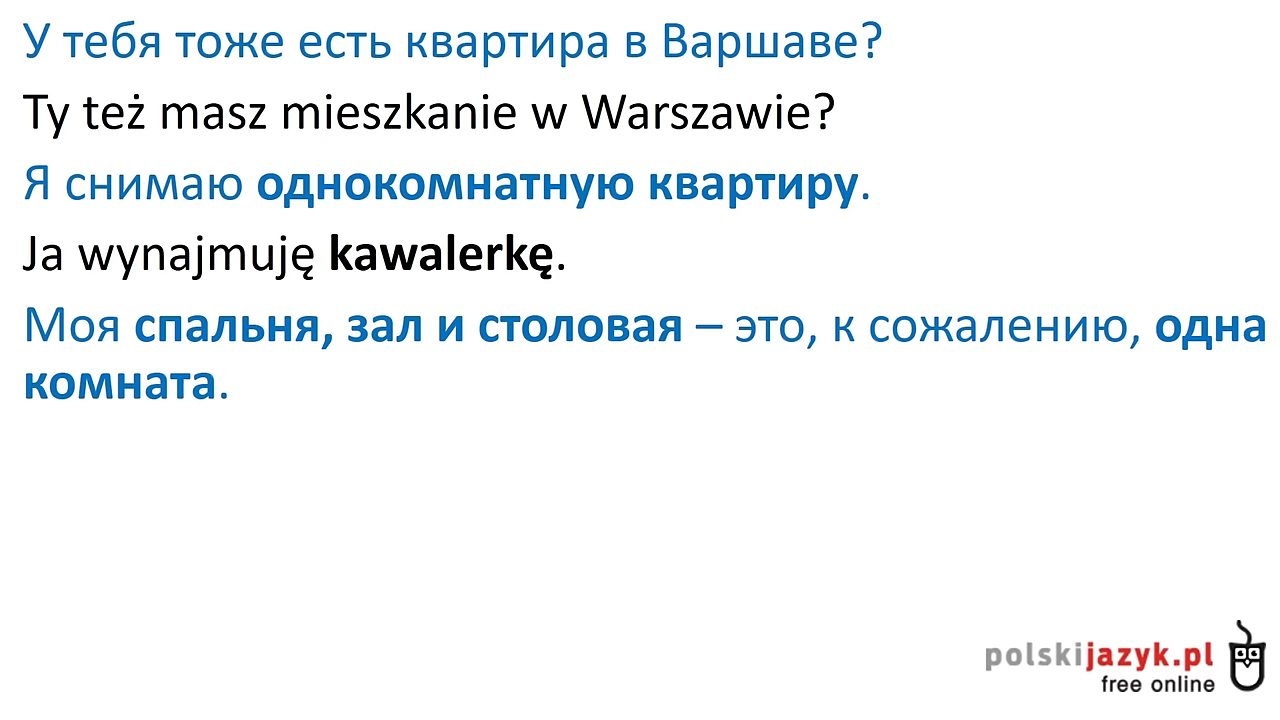 У тебя тоже есть квартира в Варшаве?
Ty też masz mieszkanie w Warszawie?
Я снимаю однокомнатную квартиру.
Ja wynajmuję kawalerkę.
Моя спальня, зал и столовая – это, к сожалению, одна
комната.
polskijazyk.pl
free online